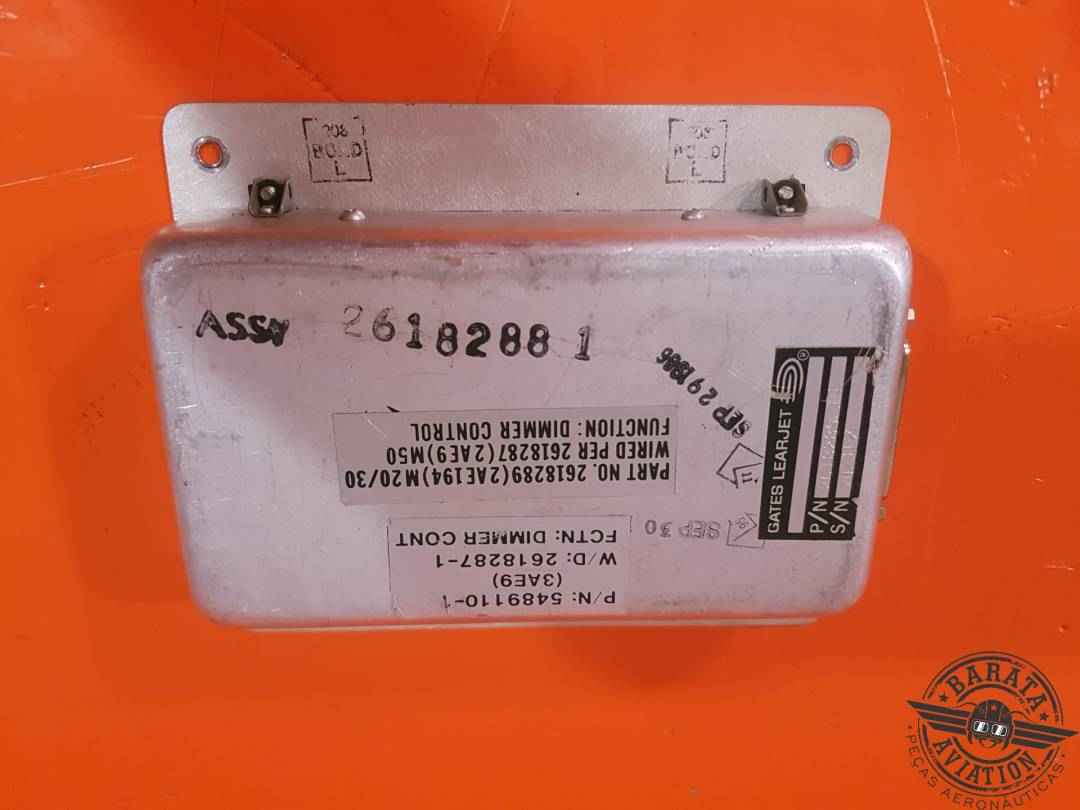 BOND
L
BOND
L
ASSY 2618288 1
SEP 29 1986
PART NO. 2618289(2AE194)M20/30
WIRED PER 2618287(2AE9)M50
FUNCTION: DIMMER CONTROL
GATES LEARJET ®
P/N
S/N
SEP 30
P/N: 5489110-1
(3AE9)
W/D: 2618287-1
FCTN: DIMMER CONT
BARATA
AVIATION
PEÇAS AERONÁUTICAS